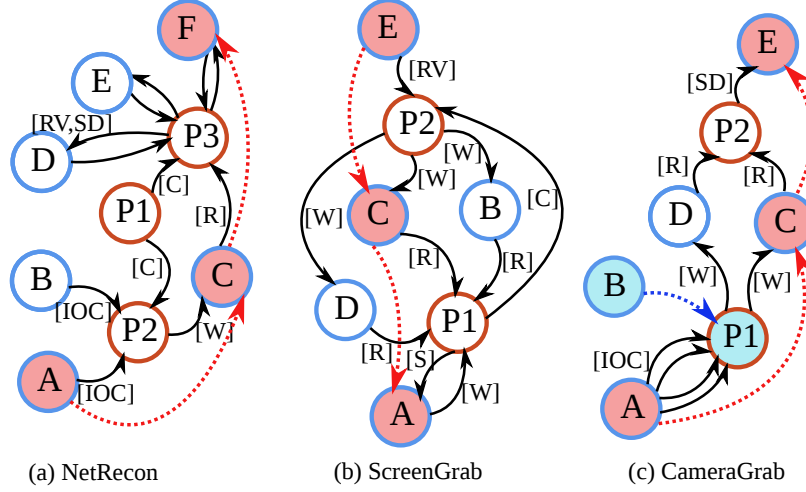 F
E
[RV,SD]
D
P3
[C]
P1
[R]
[C]
B
[IOC]
P2
C
[W]
A
[IOC]
(a) NetRecon
E
[RV]
P2
[W]
[W]
C
B
[W]
[C]
[R]
[R]
D
P1
[R]
[S]
[W]
A
(b) ScreenGrab
E
[SD]
P2
[R]
[R]
D
C
[W]
[W]
B
P1
[IOC]
A
(c) CameraGrab